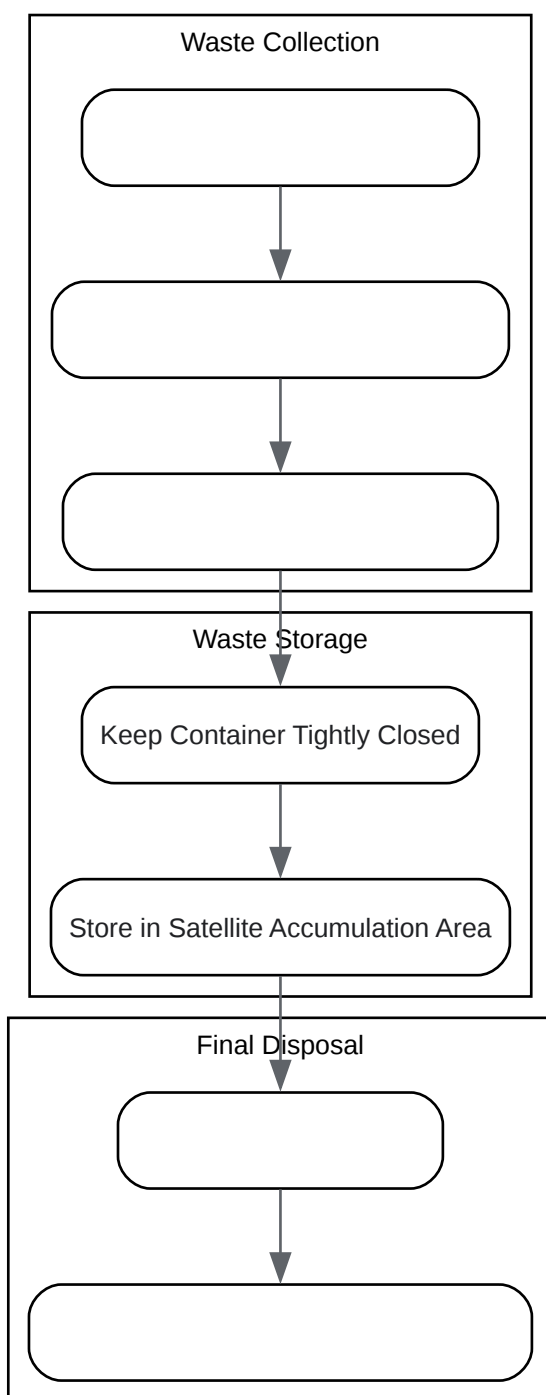 Waste Collection
Waste Storage
Keep Container Tightly Closed
Store in Satellite Accumulation Area
Final Disposal